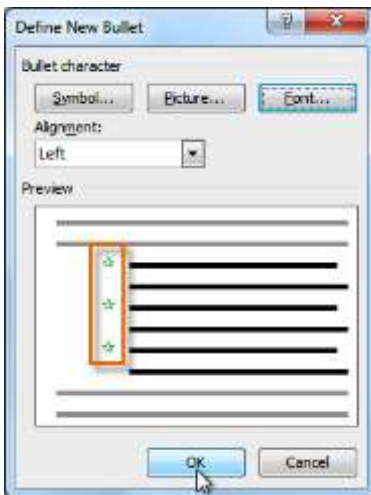 Define New Bullet
Bullet character
Symbol... Picture... Font...
Alignment:
Left
Preview
OK Cancel